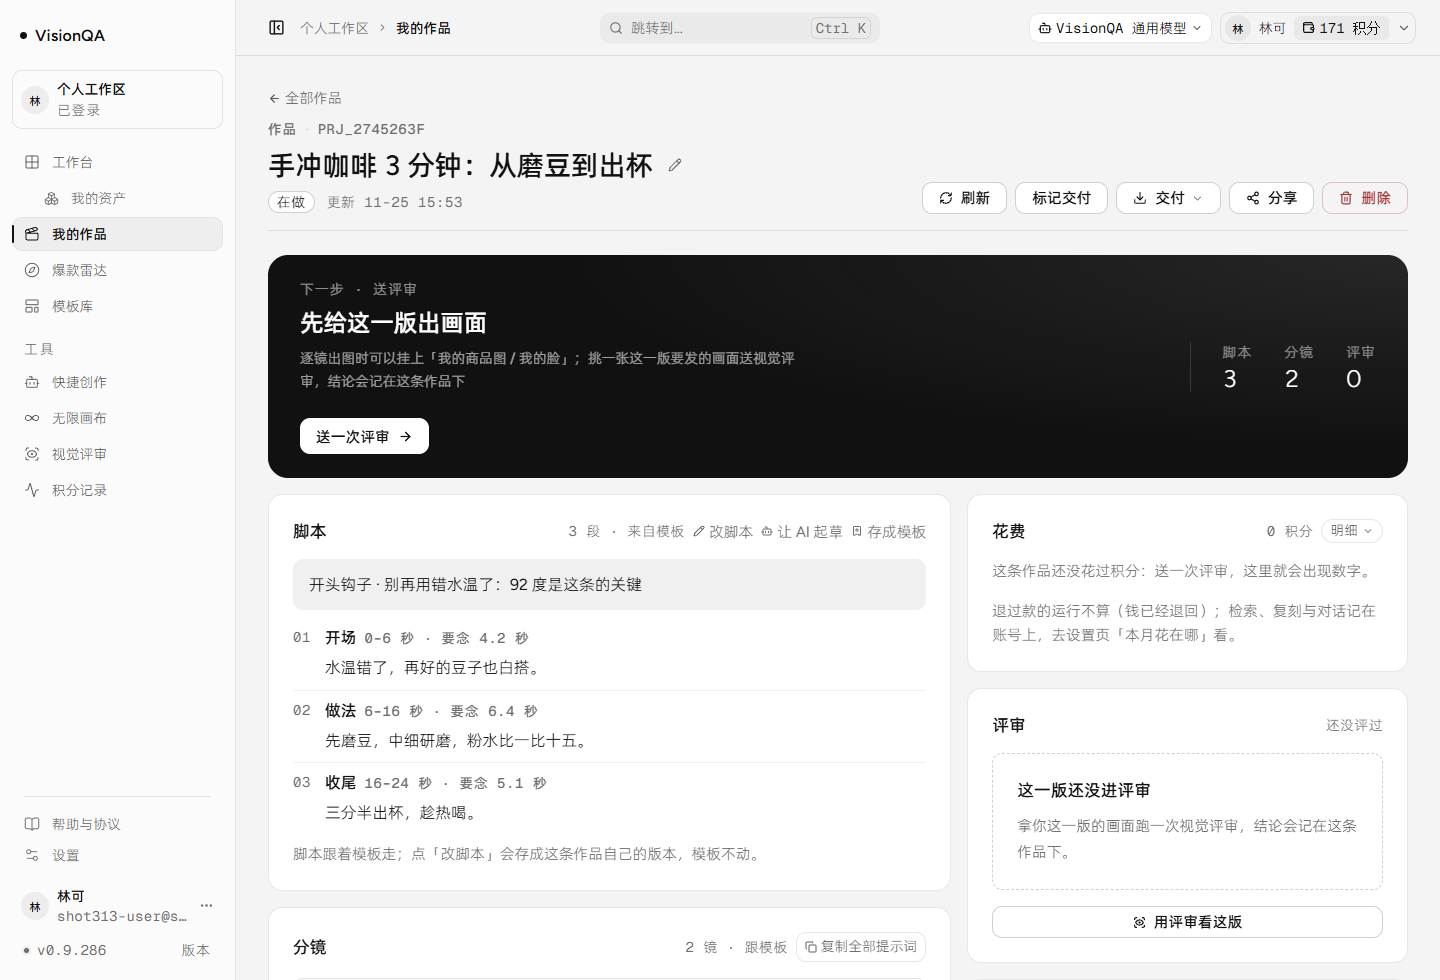 VisionQA
林
个人工作区
已登录
工作台
我的资产
我的作品
爆款雷达
模板库
工具
快捷创作
无限画布
视觉评审
积分记录
帮助与协议
设置
林
林可
shot313-user@s…
v0.9.286
版本
个人工作区
我的作品
跳转到…
Ctrl K
VisionQA 通用模型
林
林可
171 积分
全部作品
作品 · PRJ_2745263F
手冲咖啡 3 分钟：从磨豆到出杯
在做
更新 11-25 15:53
刷新
标记交付
交付
分享
删除
下一步 · 送评审
先给这一版出画面
逐镜出图时可以挂上「我的商品图 / 我的脸」；挑一张这一版要发的画面送视觉评
审，结论会记在这条作品下
送一次评审
脚本
3
分镜
2
评审
0
脚本
3 段 · 来自模板
改脚本
让 AI 起草
存成模板
开头钩子 · 别再用错水温了：92 度是这条的关键
01 开场 0-6 秒 · 要念 4.2 秒
水温错了，再好的豆子也白搭。
02 做法 6-16 秒 · 要念 6.4 秒
先磨豆，中细研磨，粉水比一比十五。
03 收尾 16-24 秒 · 要念 5.1 秒
三分半出杯，趁热喝。
脚本跟着模板走；点「改脚本」会存成这条作品自己的版本，模板不动。
分镜
2 镜 · 跟模板
复制全部提示词
花费
0 积分
明细
这条作品还没花过积分：送一次评审，这里就会出现数字。
退过款的运行不算（钱已经退回）；检索、复刻与对话记在
账号上，去设置页「本月花在哪」看。
评审
还没评过
这一版还没进评审
拿你这一版的画面跑一次视觉评审，结论会记在这条
作品下。
用评审看这版